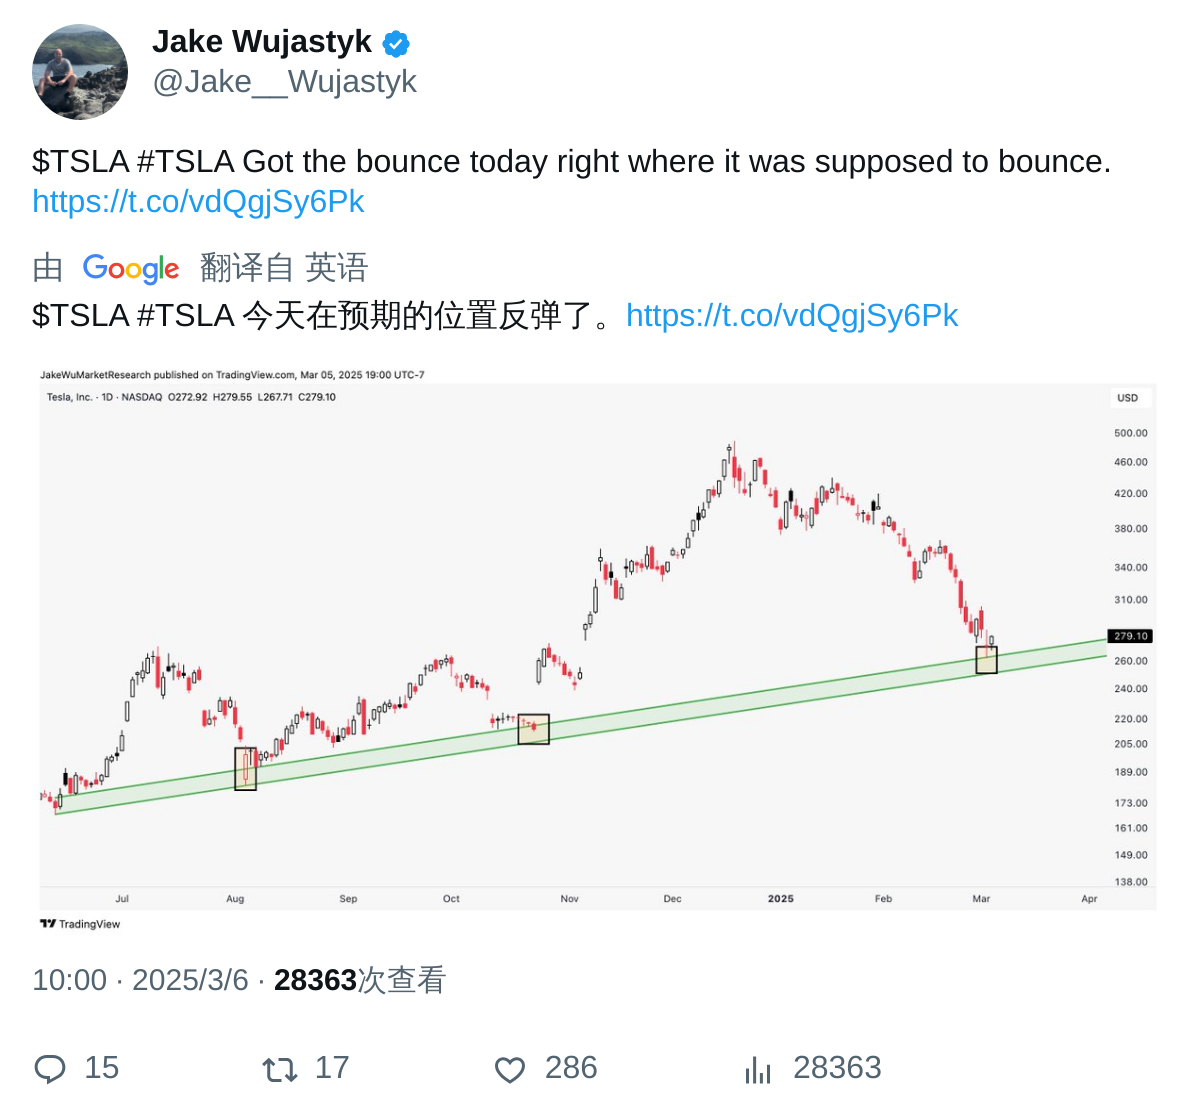 Jake Wujastyk
@Jake__Wujastyk
$TSLA #TSLA Got the bounce today right where it was supposed to bounce.
https://t.co/vdQgjSy6Pk
由 Google 翻译自 英语
$TSLA #TSLA 今天在预期的位置反弹了。https://t.co/vdQgjSy6Pk
JakeWuMarketResearch published on TradingView.com, Mar 05, 2025 19:00 UTC-7
Tesla, Inc. · 1D · NASDAQ O272.92 H279.55 L267.71 C279.10
USD
500.00
460.00
420.00
380.00
340.00
310.00
279.10
260.00
240.00
220.00
205.00
189.00
173.00
161.00
149.00
138.00
Jul Aug Sep Oct Nov Dec 2025 Feb Mar Apr
TradingView
10:00 · 2025/3/6 · 28363次查看
15 17 286 28363